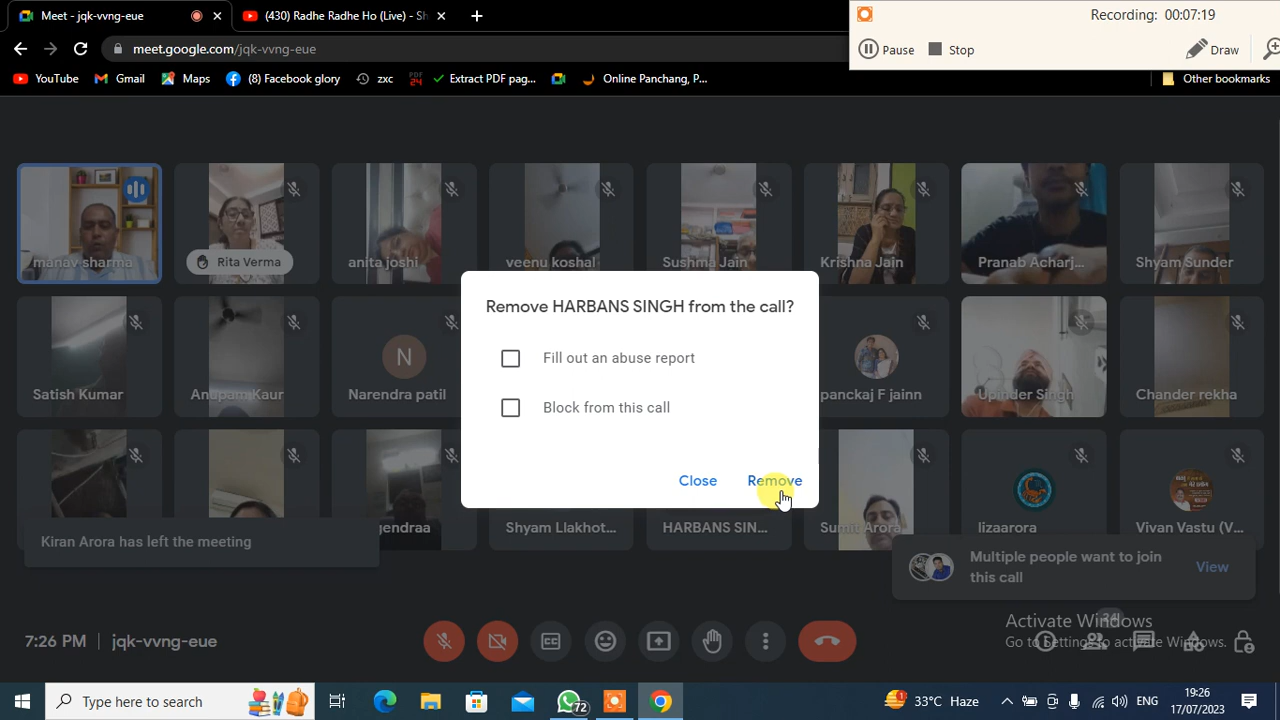 Meet - jqk-vvng-eue
(430) Radhe Radhe Ho (Live) - Sh
Recording: 00:07:19
meet.google.com/jqk-vvng-eue
Pause Stop Draw
YouTube Gmail Maps (8) Facebook glory zxc Extract PDF pag... Online Panchang, P... Other bookmarks
manav sharma Rita Verma anita joshi veenu koshal Sushma Jain Krishna Jain Pranab Acharj... Shyam Sunder
Remove HARBANS SINGH from the call?
Fill out an abuse report
Block from this call
Close Remove
N
Satish Kumar Anupam Kaur Narendra patil panckaj F jainn Upinder Singh Chander rekha
gendraa Shyam Llakhot... HARBANS SIN... Sumit Arora lizaarora Vivan Vastu (V...
Kiran Arora has left the meeting
Multiple people want to join
this call
View
7:26 PM jqk-vvng-eue
34
Activate Windows
Go to Settings to activate Windows.
Type here to search
72
1
33°C Haze
ENG
19:26
17/07/2023